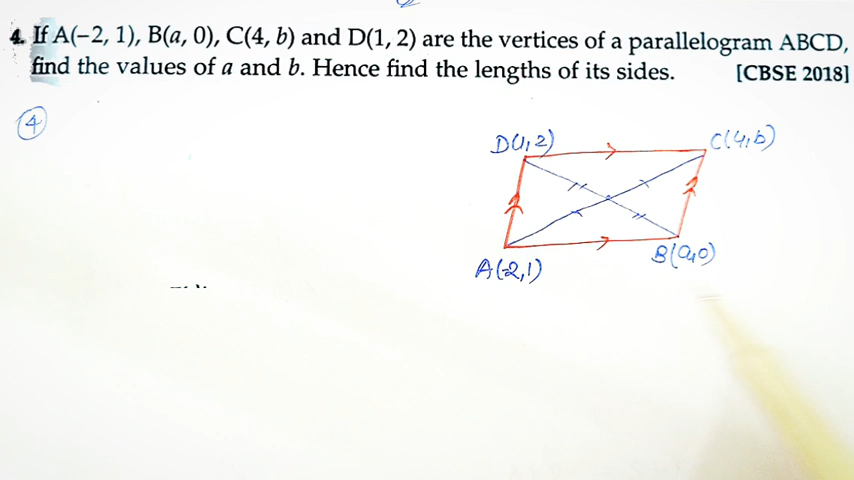 4. If A(−2, 1), B(a, 0), C(4, b) and D(1, 2) are the vertices of a parallelogram ABCD,
find the values of a and b. Hence find the lengths of its sides. [CBSE 2018]
4
D(1,2) C(4,b)
A(-2,1) B(a,0)